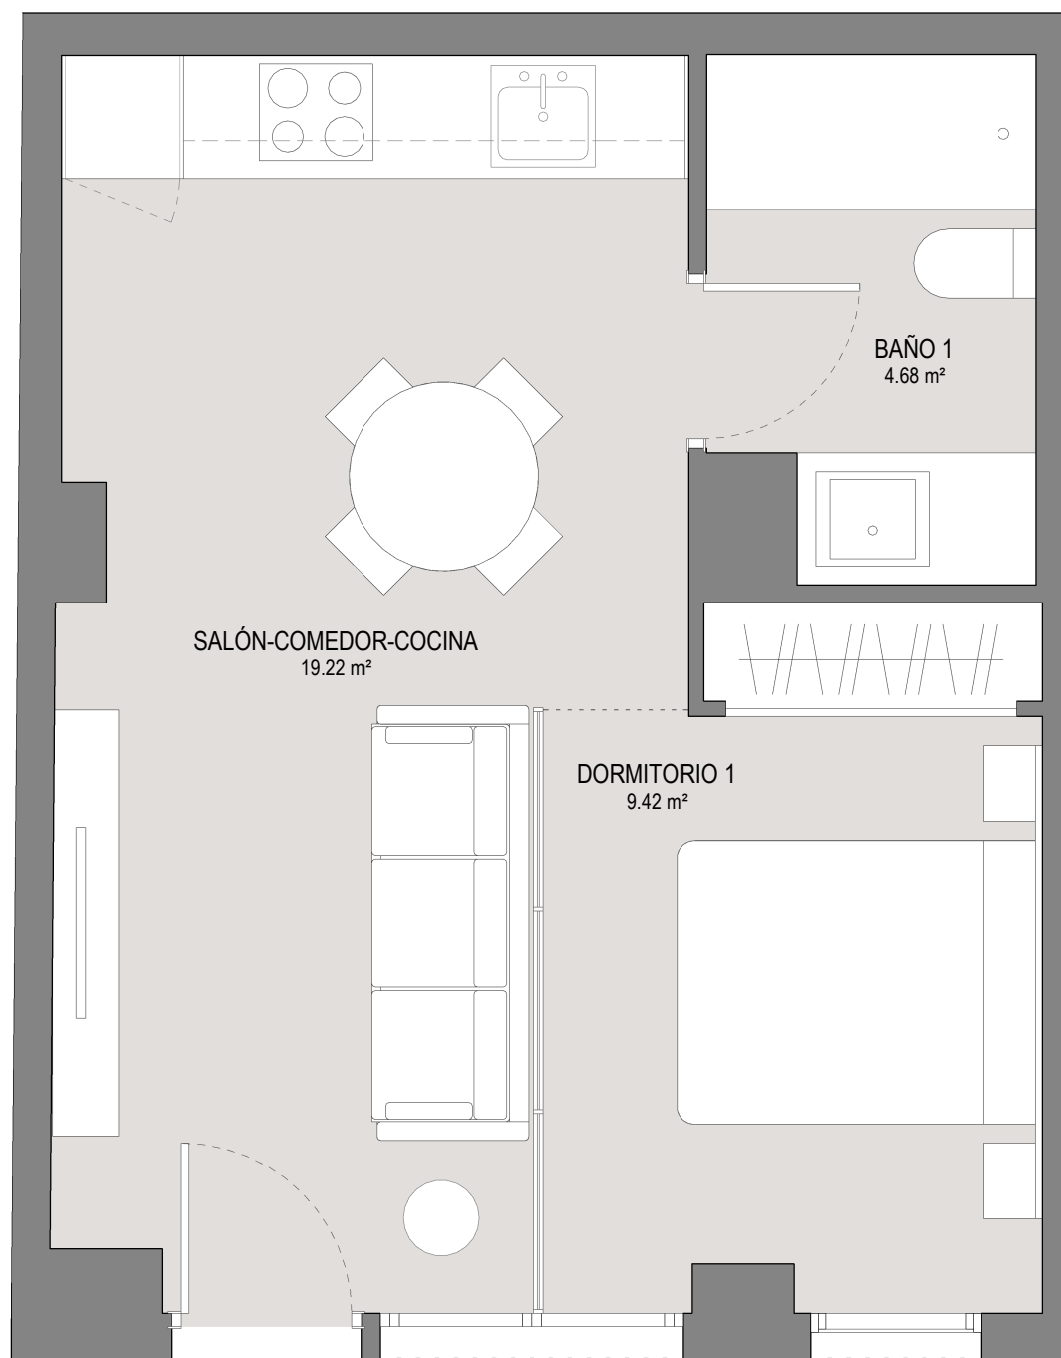 BAÑO 1
4.68 m²
SALÓN-COMEDOR-COCINA
19.22 m²
DORMITORIO 1
9.42 m²